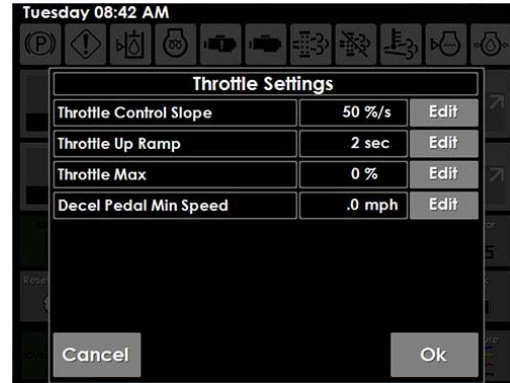 Tuesday 08:42 AM
Throttle Settings
Throttle Control Slope 50 %/s Edit
Throttle Up Ramp 2 sec Edit
Throttle Max 0 % Edit
Decel Pedal Min Speed .0 mph Edit
Cancel Ok